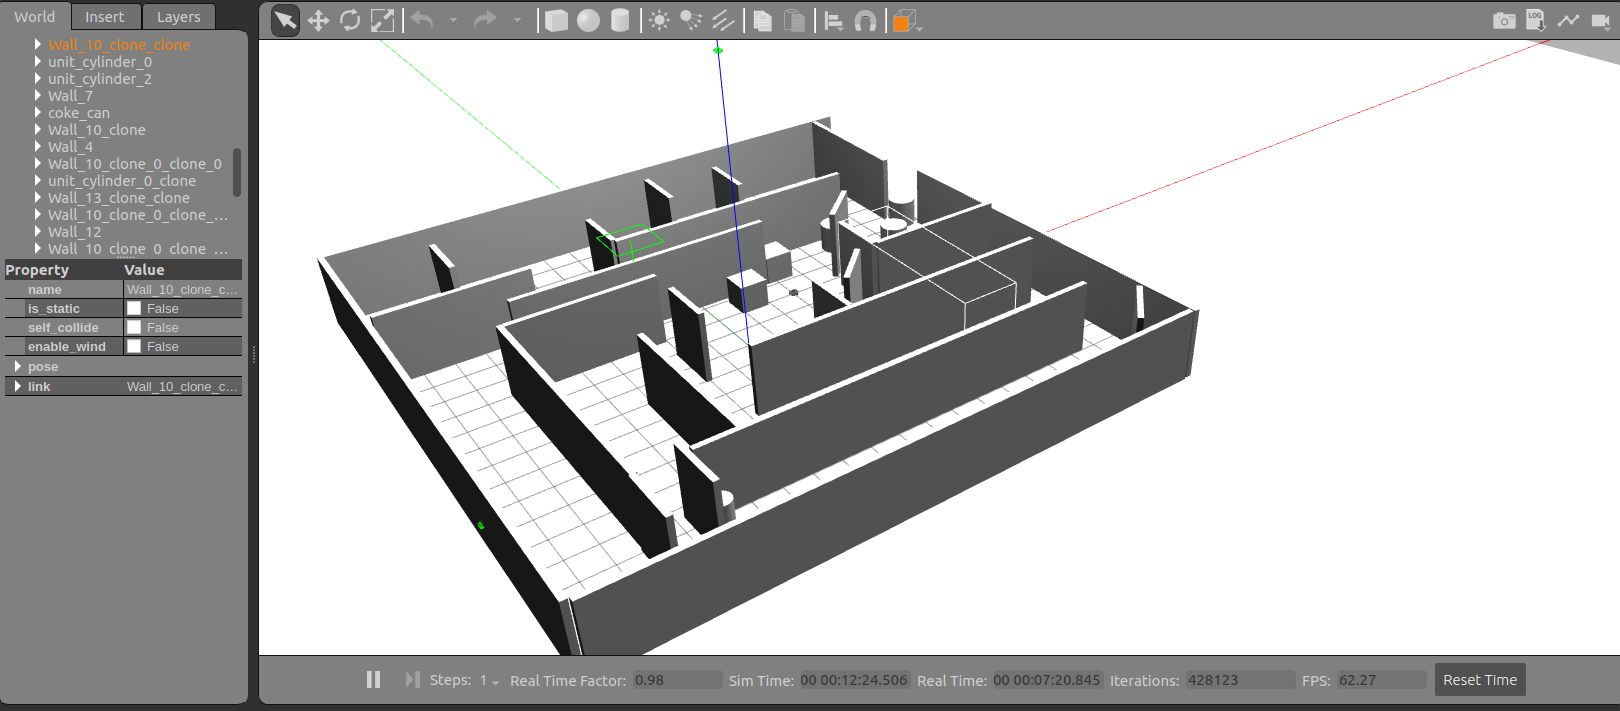 World Insert Layers
Wall_10_clone_clone
unit_cylinder_0
unit_cylinder_2
Wall_7
coke_can
Wall_10_clone
Wall_4
Wall_10_clone_0_clone_0
unit_cylinder_0_clone
Wall_13_clone_clone
Wall_10_clone_0_clone_...
Wall_12
Wall_10_clone_0_clone_...
Property Value
name Wall_10_clone_c...
is_static False
self_collide False
enable_wind False
pose
link Wall_10_clone_c...
LOG
Steps: 1 Real Time Factor: 0.98 Sim Time: 00 00:12:24.506 Real Time: 00 00:07:20.845 Iterations: 428123 FPS: 62.27 Reset Time